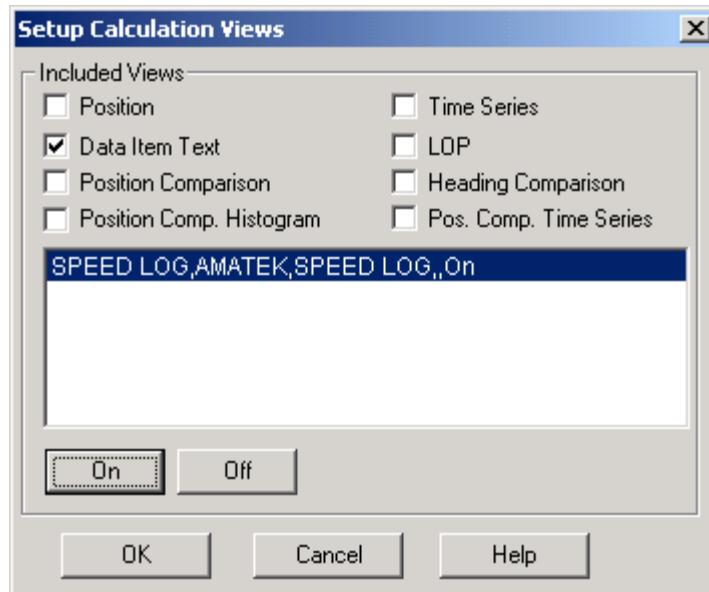 Setup Calculation Views
Included Views
Position
Time Series
Data Item Text
LOP
Position Comparison
Heading Comparison
Position Comp. Histogram
Pos. Comp. Time Series
SPEED LOG,AMATEK,SPEED LOG,,On
On
Off
OK
Cancel
Help